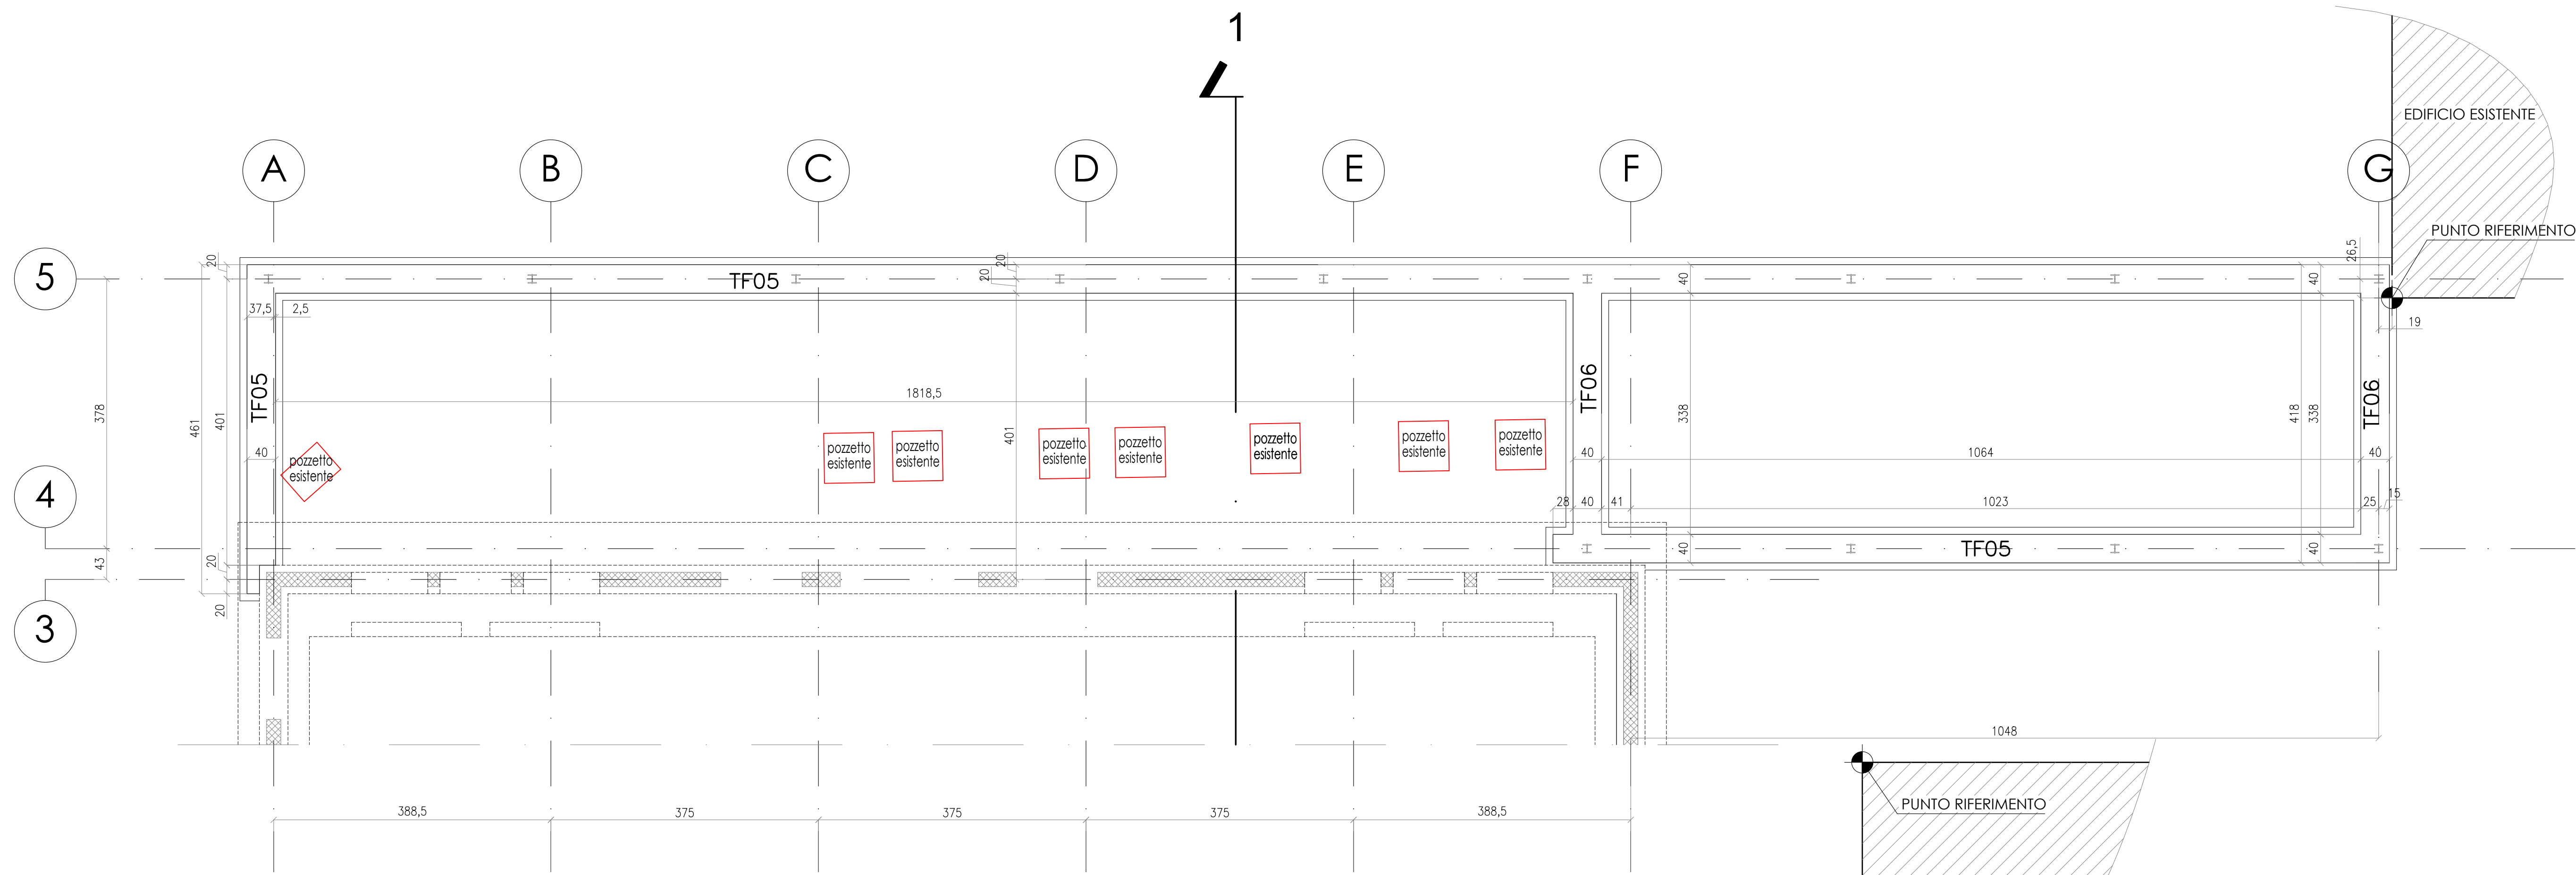 1
EDIFICIO ESISTENTE
A
B
C
D
E
F
G
PUNTO RIFERIMENTO
5
20
20
20
26,5
TF05
40
40
37,5
2,5
19
TF05
TF06
TF06
378
461
401
1818,5
401
338
418
338
40
pozzetto
esistente
pozzetto
esistente
pozzetto
esistente
pozzetto
esistente
pozzetto
esistente
pozzetto
esistente
pozzetto
esistente
pozzetto
esistente
40
1064
40
4
28
40
41
1023
25
15
43
20
40
TF05
40
3
20
1048
388,5
375
375
375
388,5
PUNTO RIFERIMENTO